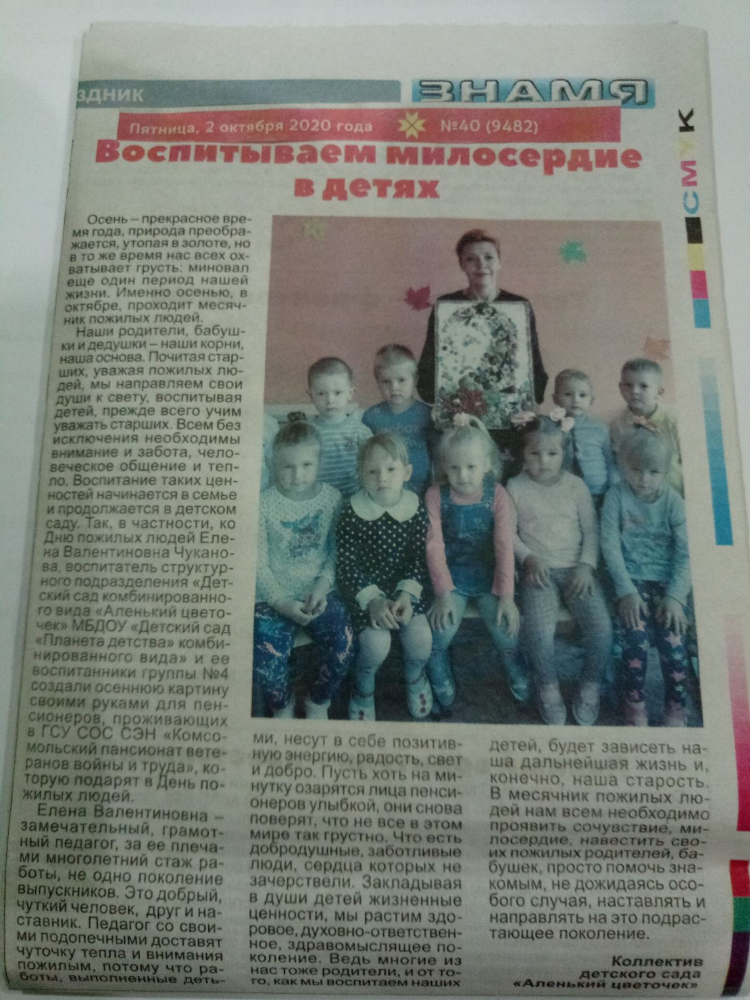 здник
ЗНАМЯ
Пятница, 2 октября 2020 года №40 (9482)
Воспитываем милосердие
в детях
CMYK
Осень – прекрасное вре-
мя года, природа преобра-
жается, утопая в золоте, но
в то же время нас всех ох-
ватывает грусть: миновал
еще один период нашей
жизни. Именно осенью, в
октябре, проходит месяч-
ник пожилых людей.
Наши родители, бабуш-
ки и дедушки – наши корни,
наша основа. Почитая стар-
ших, уважая пожилых лю-
дей, мы направляем свои
души к свету, воспитывая
детей, прежде всего учим
уважать старших. Всем без
исключения необходимы
внимание и забота, чело-
веческое общение и теп-
ло. Воспитание таких цен-
ностей начинается в семье
и продолжается в детском
саду. Так, в частности, ко
Дню пожилых людей Еле-
на Валентиновна Чукано-
ва, воспитатель структур-
ного подразделения «Дет-
ский сад комбинированно-
го вида «Аленький цвето-
чек» МБДОУ «Детский сад
«Планета детства» комби-
нированного вида» и ее
воспитанники группы №4
создали осеннюю картину
своими руками для пен-
сионеров, проживающих
в ГСУ СОС СЭН «Комсо-
мольский пансионат вете-
ранов войны и труда», ко-
торую подарят в День по-
жилых людей.
Елена Валентиновна –
замечательный, грамот-
ный педагог, за ее плеча-
ми многолетний стаж ра-
боты, не одно поколение
выпускников. Это добрый,
чуткий человек, друг и на-
ставник. Педагог со свои-
ми подопечными доставят
чуточку тепла и внимания
пожилым, потому что ра-
боты, выполненные деть-
ми, несут в себе позитив-
ную энергию, радость, свет
и добро. Пусть хоть на ми-
нутку озарятся лица пенси-
онеров улыбкой, они снова
поверят, что не все в этом
мире так грустно. Что есть
добродушные, заботливые
люди, сердца которых не
зачерствели. Закладывая
в души детей жизненные
ценности, мы растим здо-
ровое, духовно-ответствен-
ное, здравомыслящее по-
коление. Ведь многие из
нас тоже родители, и от то-
го, как мы воспитаем наших
детей, будет зависеть на-
ша дальнейшая жизнь и,
конечно, наша старость.
В месячник пожилых лю-
дей нам всем необходимо
проявить сочувствие, ми-
лосердие, навестить сво-
их пожилых родителей, ба-
бушек, просто помочь зна-
комым, не дожидаясь осо-
бого случая, наставлять и
направлять на это подрас-
тающее поколение.
Коллектив
детского сада
«Аленький цветочек»